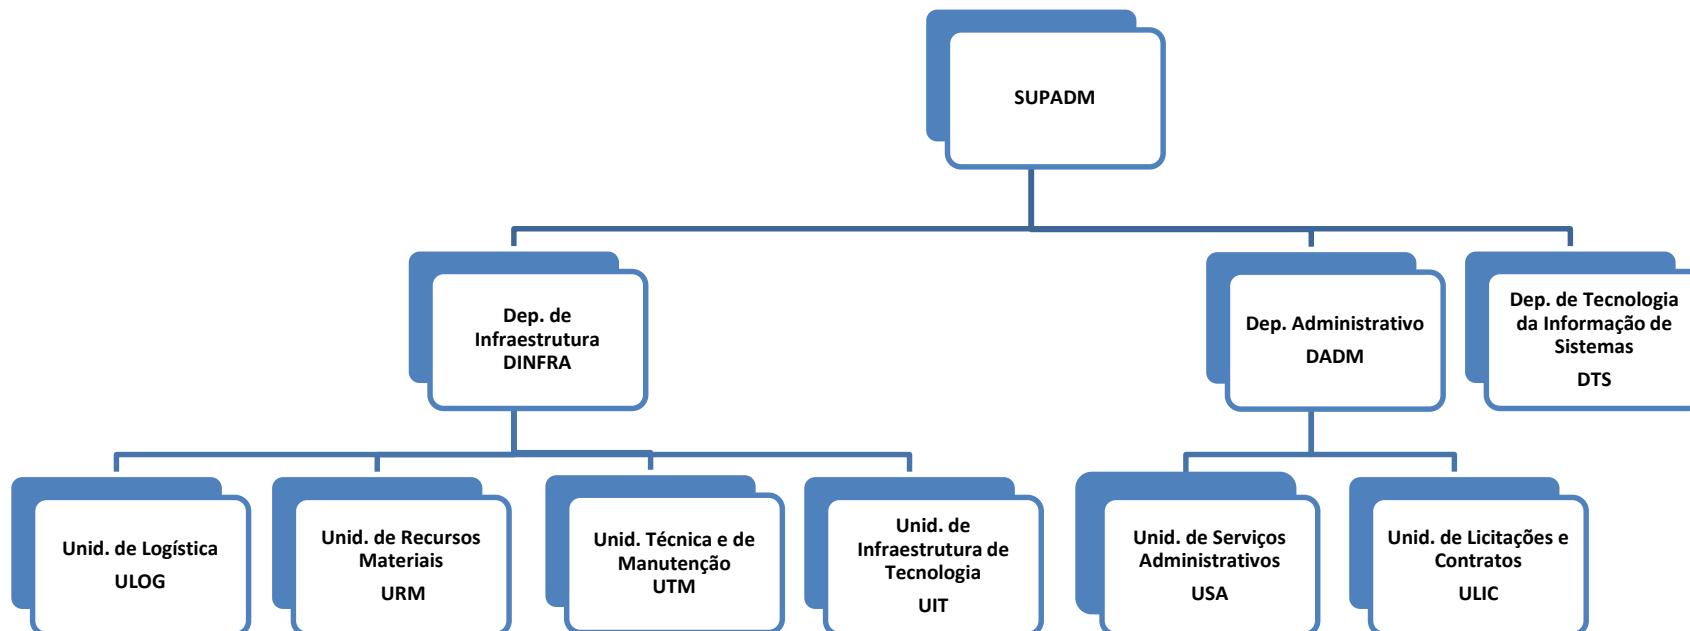 SUPADM
Dep. de
Infraestrutura
DINFRA
Dep. Administrativo
DADM
Dep. de Tecnologia
da Informação de
Sistemas
DTS
Unid. de Logística
ULOG
Unid. de Recursos
Materiais
URM
Unid. Técnica e de
Manutenção
UTM
Unid. de
Infraestrutura de
Tecnologia
UIT
Unid. de Serviços
Administrativos
USA
Unid. de Licitações e
Contratos
ULIC